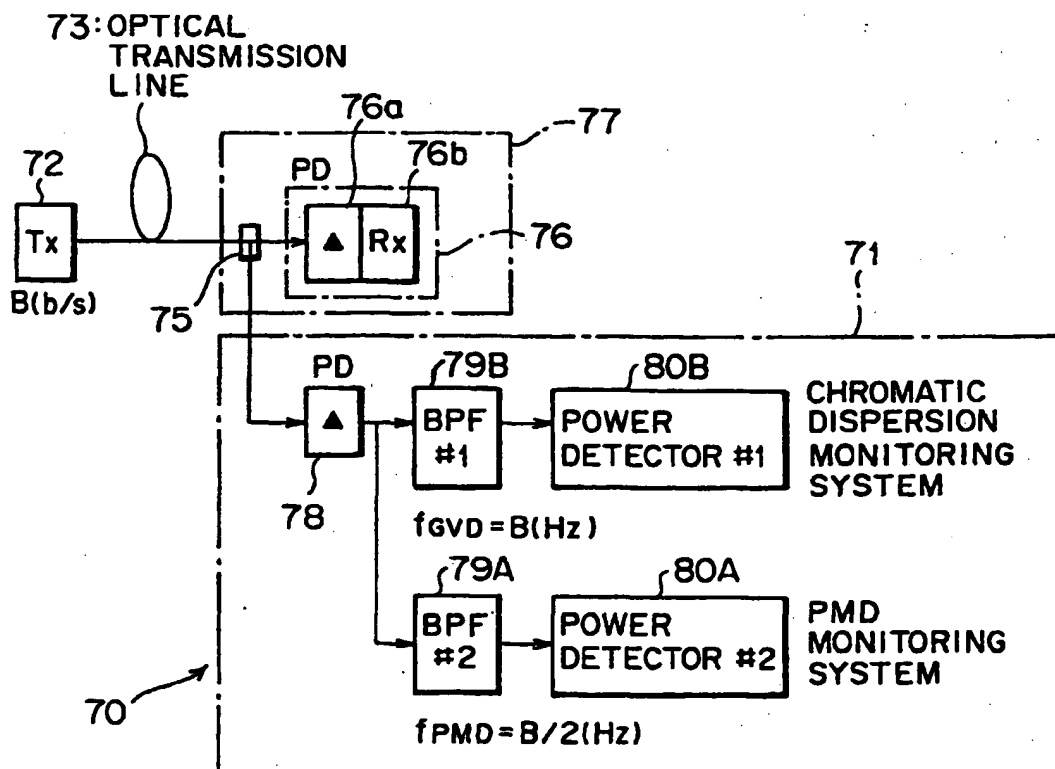 73: OPTICAL
TRANSMISSION
LINE
76a
77
76b
72
PD
Tx
Rx
76
B(b/s)
75
71
PD
79B
80B
BPF
#1
POWER
DETECTOR #1
CHROMATIC
DISPERSION
MONITORING
SYSTEM
78
fGVD=B(Hz)
79A
80A
BPF
#2
POWER
DETECTOR #2
PMD
MONITORING
SYSTEM
70
fPMD=B/2(Hz)